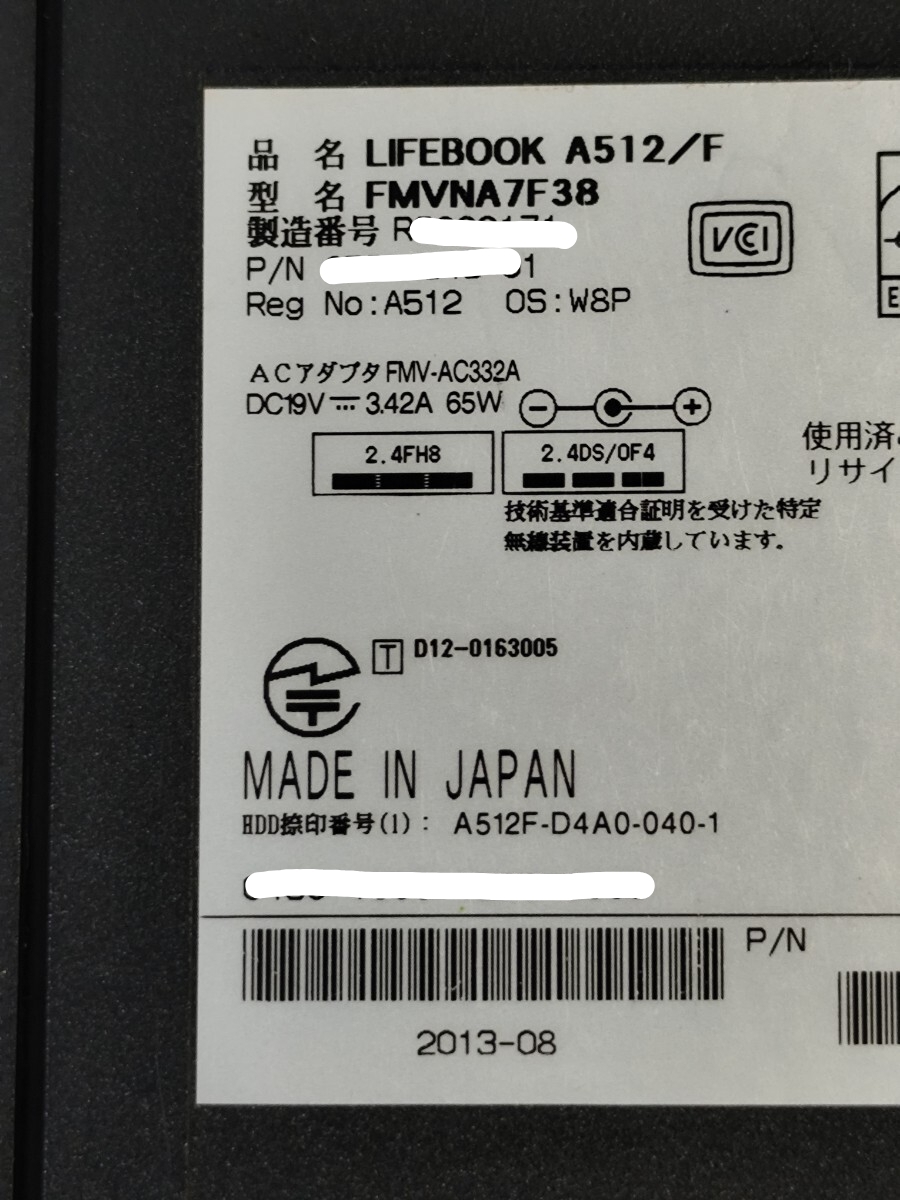 品 名 LIFEBOOK A512/F
型 名 FMVNA7F38
製造番号 R
P/N 01
Reg No:A512 OS:W8P
VCI
E
ACアダプタ FMV-AC332A
DC19V 3.42A 65W
2.4FH8 2.4DS/OF4
使用済
リサイ
技術基準適合証明を受けた特定
無線装置を内蔵しています。
T D12-0163005
MADE IN JAPAN
HDD捺印番号(1): A512F-D4A0-040-1
P/N
2013-08